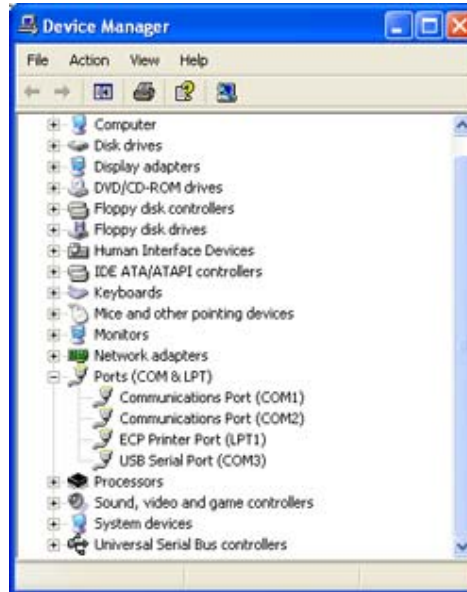 Device Manager
File Action View Help
Computer
Disk drives
Display adapters
DVD/CD-ROM drives
Floppy disk controllers
Floppy disk drives
Human Interface Devices
IDE ATA/ATAPI controllers
Keyboards
Mice and other pointing devices
Monitors
Network adapters
Ports (COM & LPT)
Communications Port (COM1)
Communications Port (COM2)
ECP Printer Port (LPT1)
USB Serial Port (COM3)
Processors
Sound, video and game controllers
System devices
Universal Serial Bus controllers